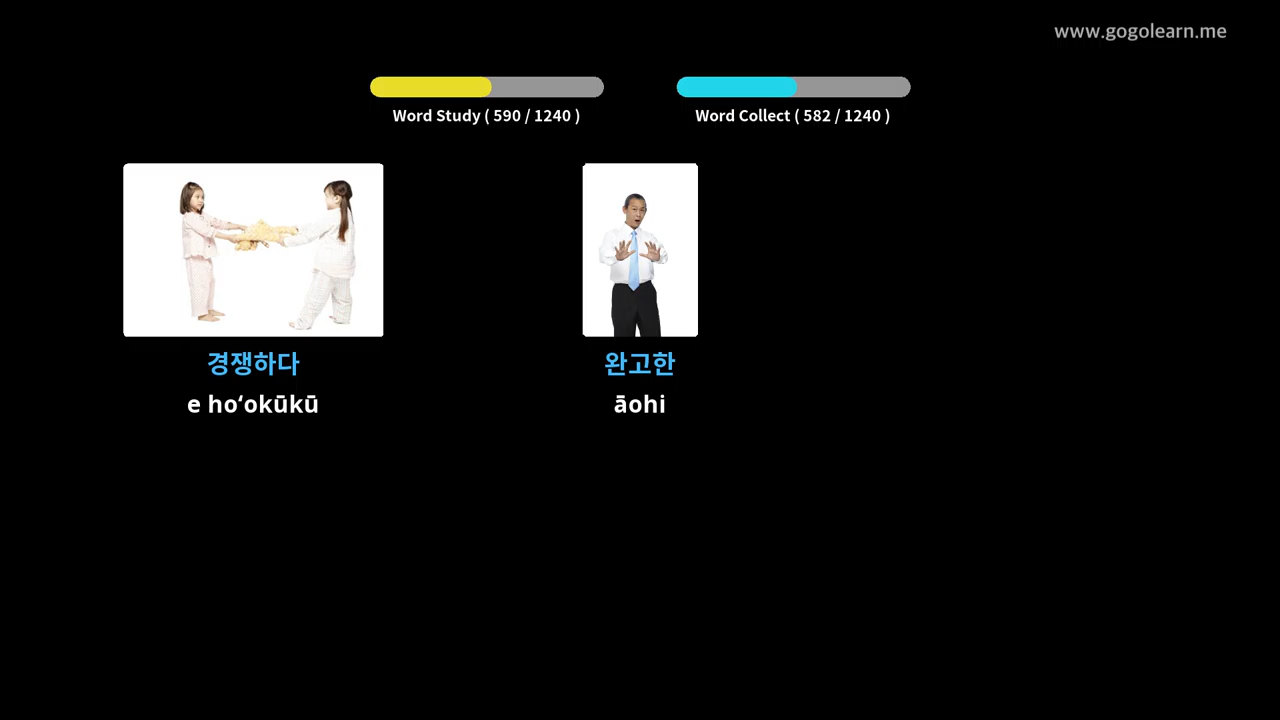 www.gogolearn.me
Word Study ( 590 / 1240 )
Word Collect ( 582 / 1240 )
경쟁하다
e hoʻokūkū
완고한
āohi